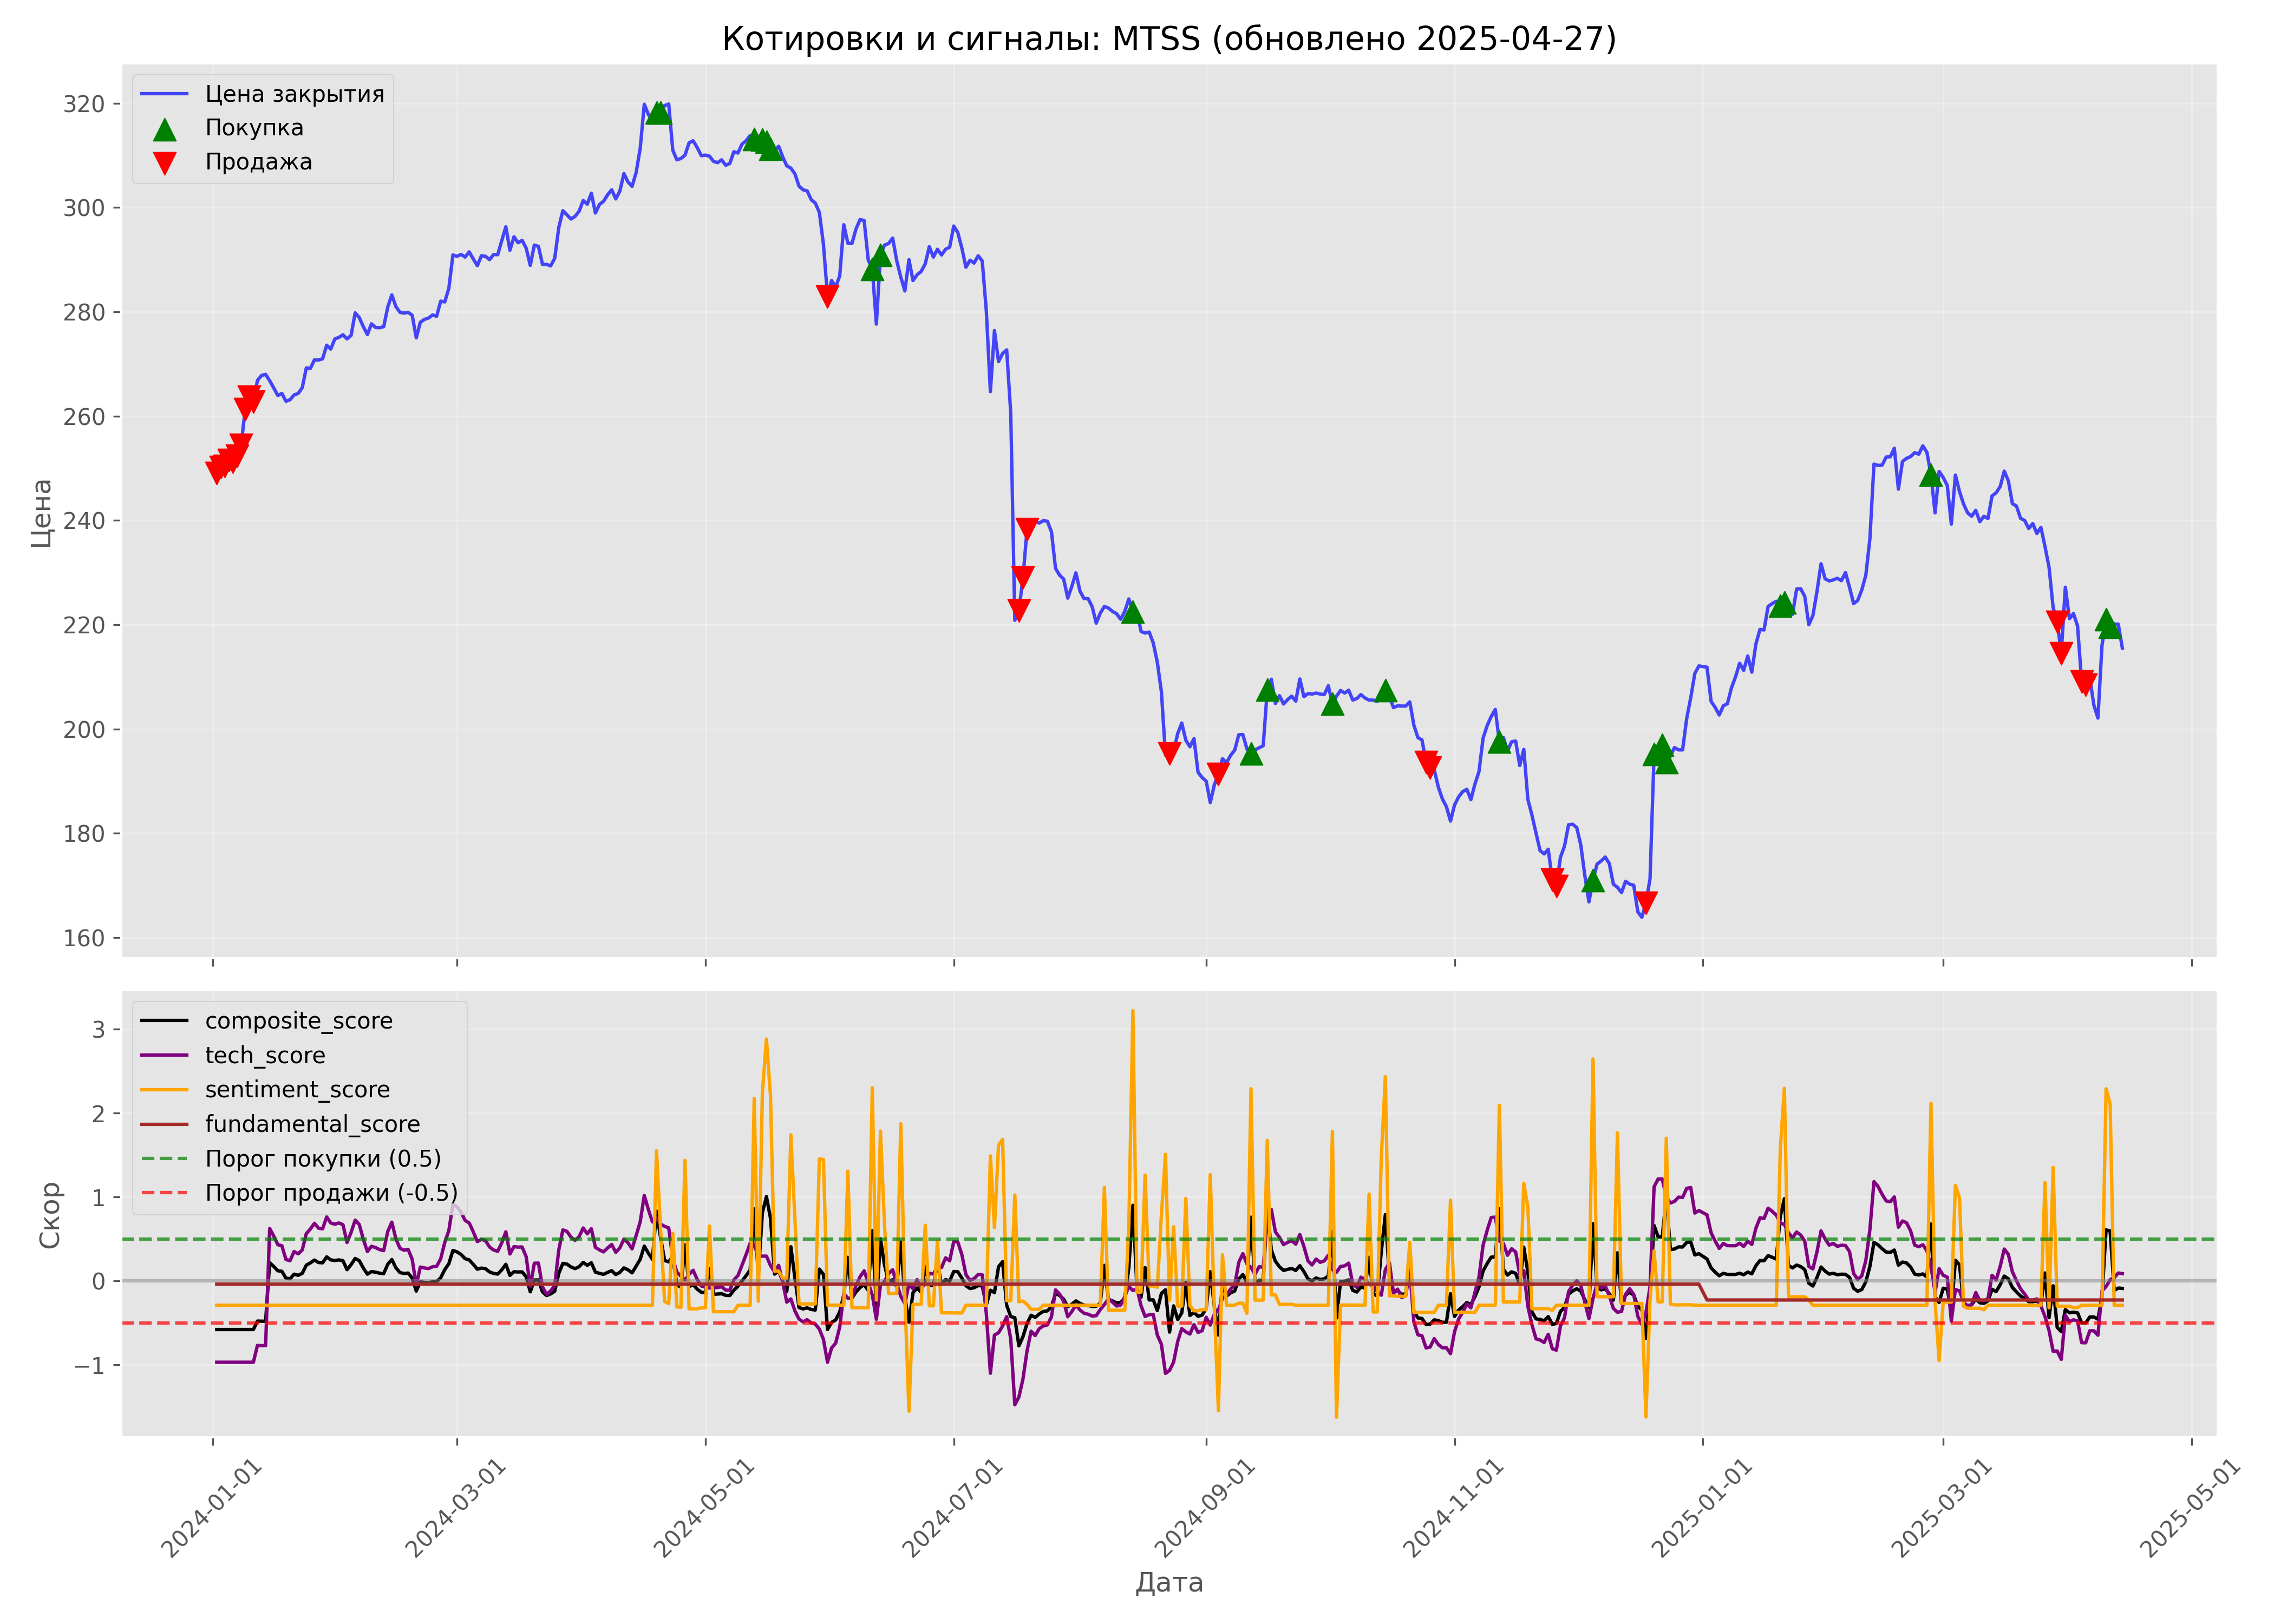 Котировки и сигналы: MTSS (обновлено 2025-04-27)
Цена закрытия
Покупка
Продажа
320
300
280
260
240
220
200
180
160
Цена
composite_score
tech_score
sentiment_score
fundamental_score
Порог покупки (0.5)
Порог продажи (-0.5)
3
2
1
0
−1
Скор
2024-01-01
2024-03-01
2024-05-01
2024-07-01
2024-09-01
2024-11-01
2025-01-01
2025-03-01
2025-05-01
Дата